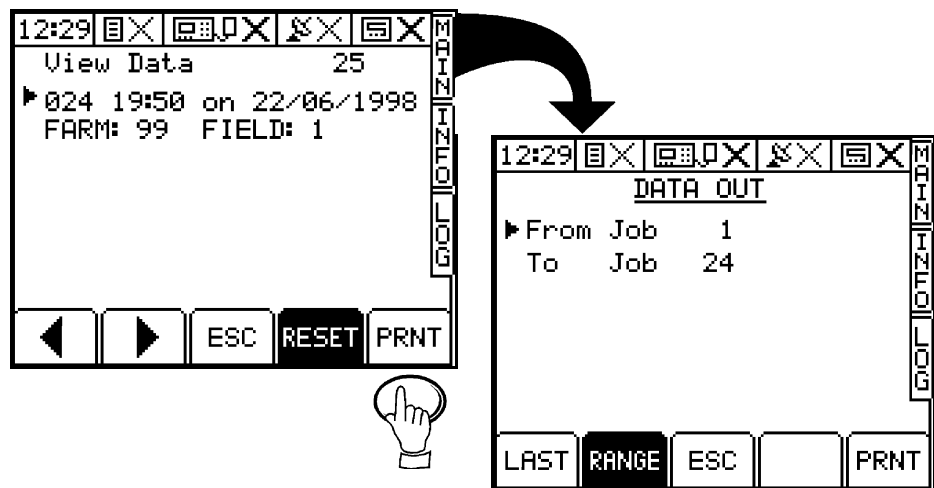 12:29
MAIN INFO LOG
View Data 25
024 19:50 on 22/06/1998
FARM: 99 FIELD: 1
ESC RESET PRNT
12:29
MAIN INFO LOG
DATA OUT
From Job 1
To Job 24
LAST RANGE ESC PRNT